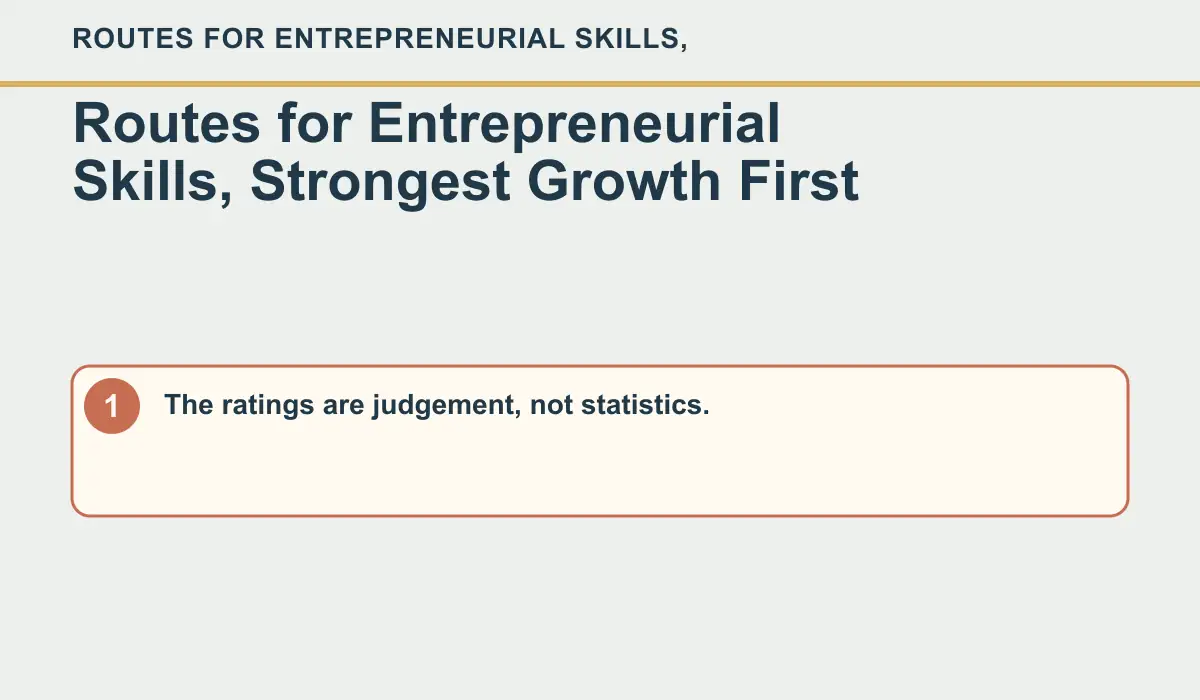 ROUTES FOR ENTREPRENEURIAL SKILLS,
Routes for Entrepreneurial
Skills, Strongest Growth First
1
The ratings are judgement, not statistics.